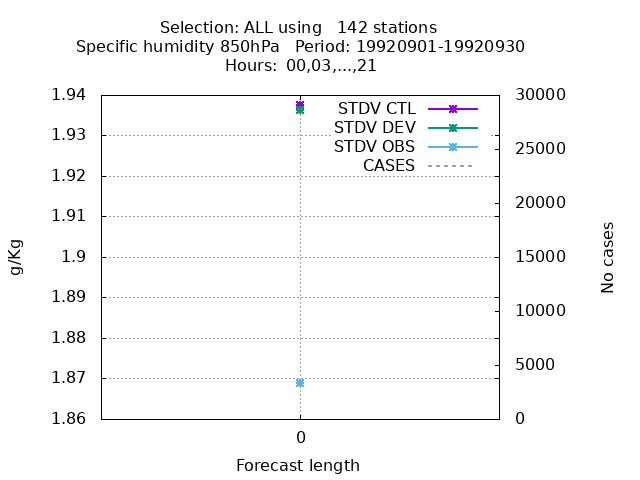 Selection: ALL using   142 stations
Specific humidity 850hPa   Period: 19920901-19920930
Hours:  00,03,...,21
1.94
1.93
1.92
1.91
1.9
1.89
1.88
1.87
1.86
g/Kg
STDV CTL
STDV DEV
STDV OBS
CASES
30000
25000
20000
15000
10000
5000
0
No cases
0
Forecast length